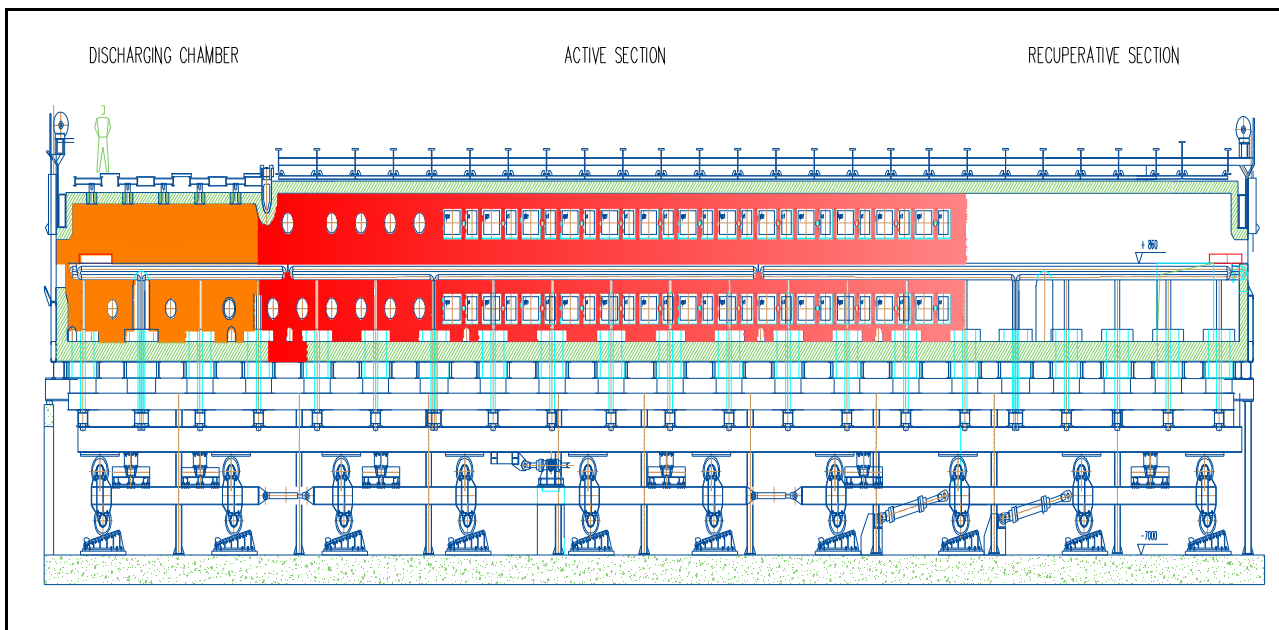 DISCHARGING CHAMBER
ACTIVE SECTION
RECUPERATIVE SECTION
+ 860
-7000